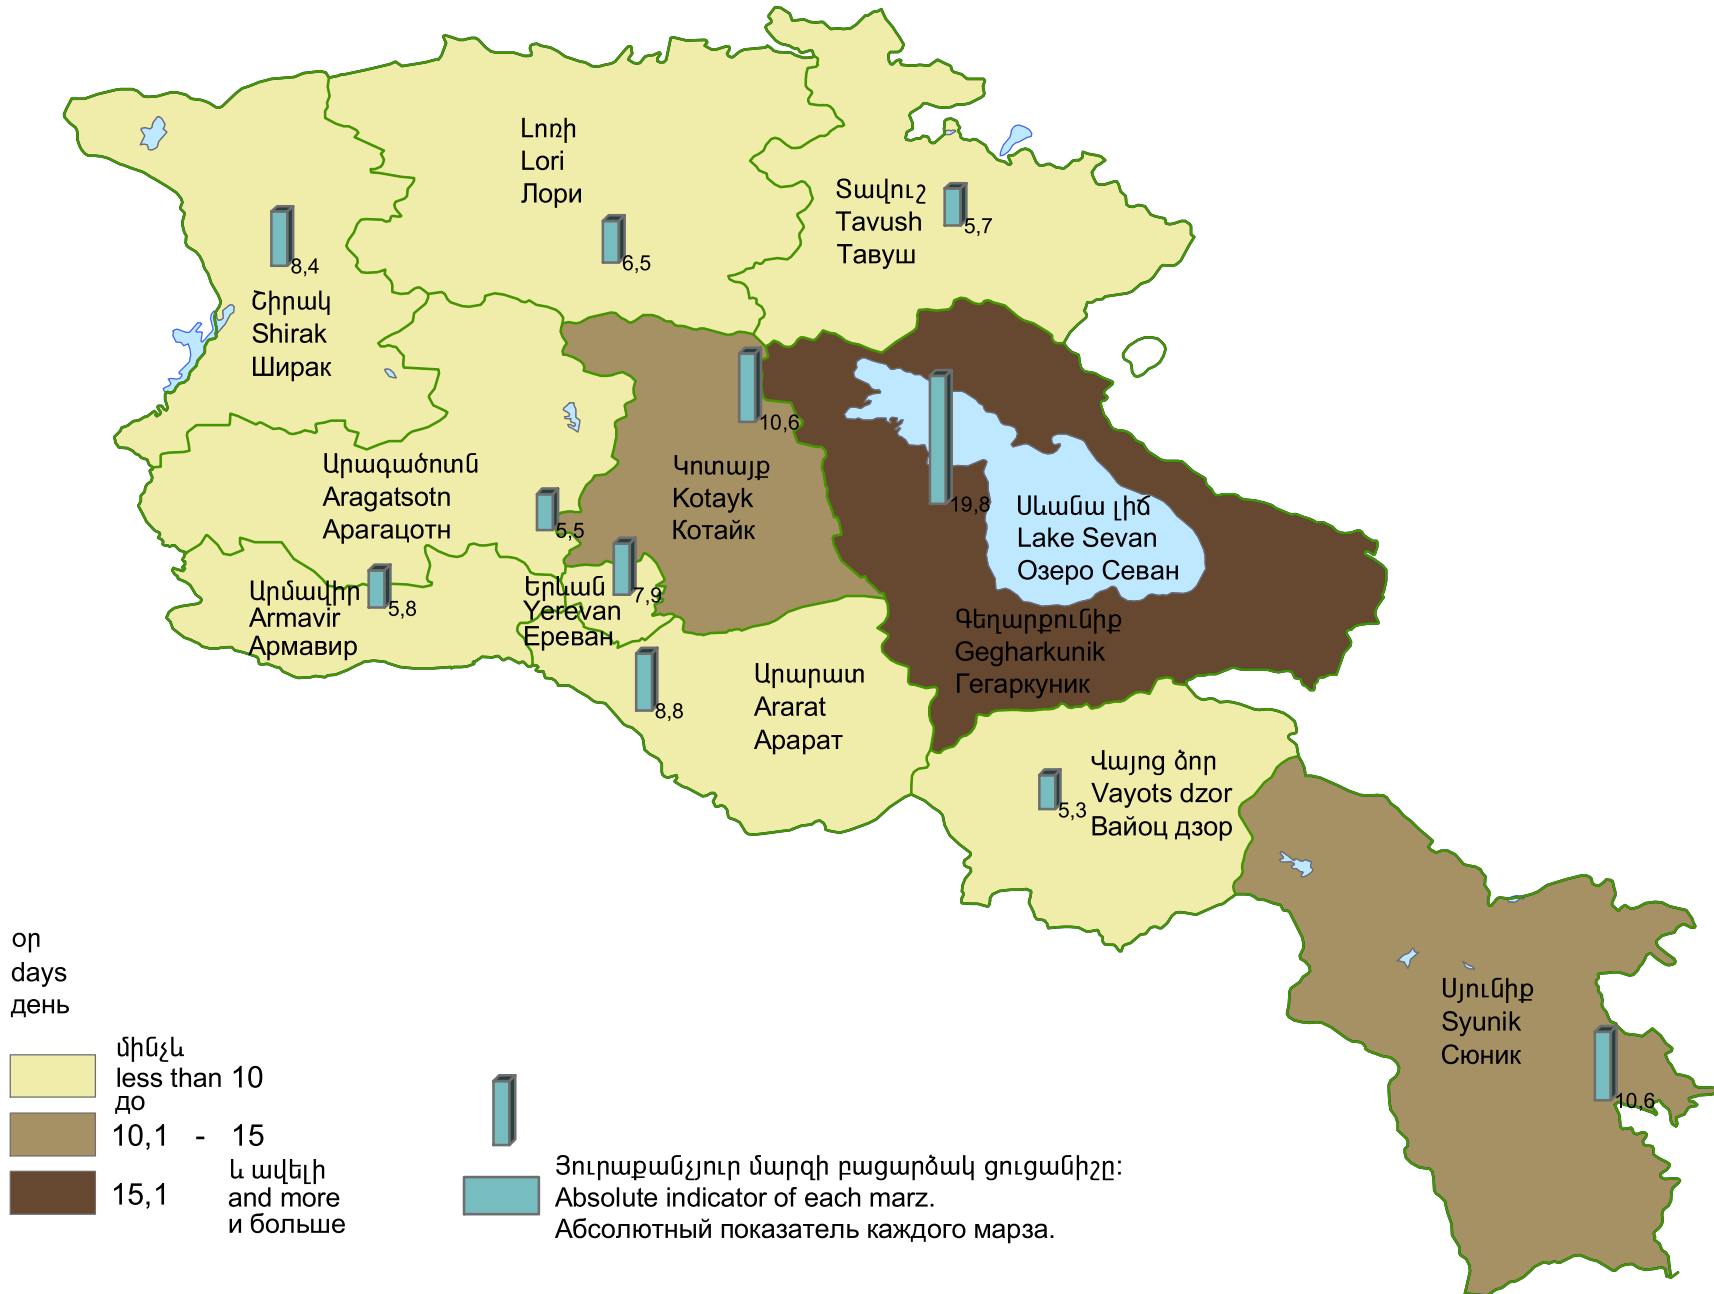 Լոռի
Lori
Лори
6,5
Տավուշ
Tavush
Тавуш
5,7
8,4
Շիրակ
Shirak
Ширак
10,6
Կոտայք
Kotayk
Котайк
19,8
Սևանա լիճ
Lake Sevan
Озеро Севан
Արագածոտն
Aragatsotn
Арагацотн
5,5
Արմավիր
Armavir
Армавир
5,8
Երևան
Yerevan
Ереван
7,9
Գեղարքունիք
Gegharkunik
Гегаркуник
Արարատ
Ararat
Арарат
8,8
Վայոց ձոր
Vayots dzor
Вайоц дзор
5,3
Սյունիք
Syunik
Сюник
10,6
օր
days
день
մինչև
less than 10
до
10,1 - 15
և ավելի
15,1 and more
и больше
Յուրաքանչյուր մարզի բացարձակ ցուցանիշը:
Absolute indicator of each marz.
Абсолютный показатель каждого марза.